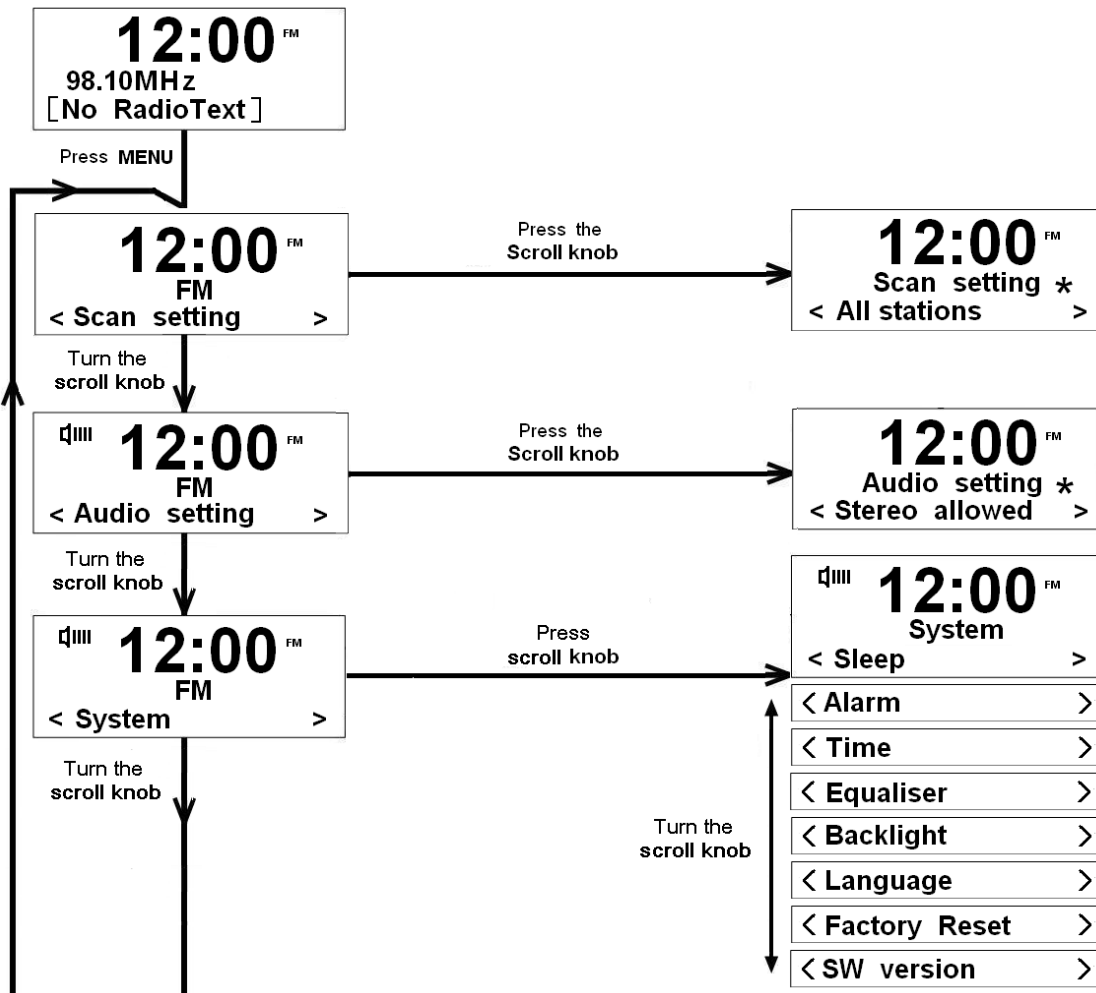 12:00 FM
98.10MHz
[No RadioText]
Press MENU
12:00 FM
FM
< Scan setting >
Press the
Scroll knob
12:00 FM
Scan setting *
< All stations >
Turn the
scroll knob
12:00 FM
FM
< Audio setting >
Press the
Scroll knob
12:00 FM
Audio setting *
< Stereo allowed >
Turn the
scroll knob
12:00 FM
FM
< System >
Press
scroll knob
12:00 FM
System
< Sleep >
< Alarm >
< Time >
< Equaliser >
< Backlight >
< Language >
< Factory Reset >
< SW version >
Turn the
scroll knob
Turn the
scroll knob